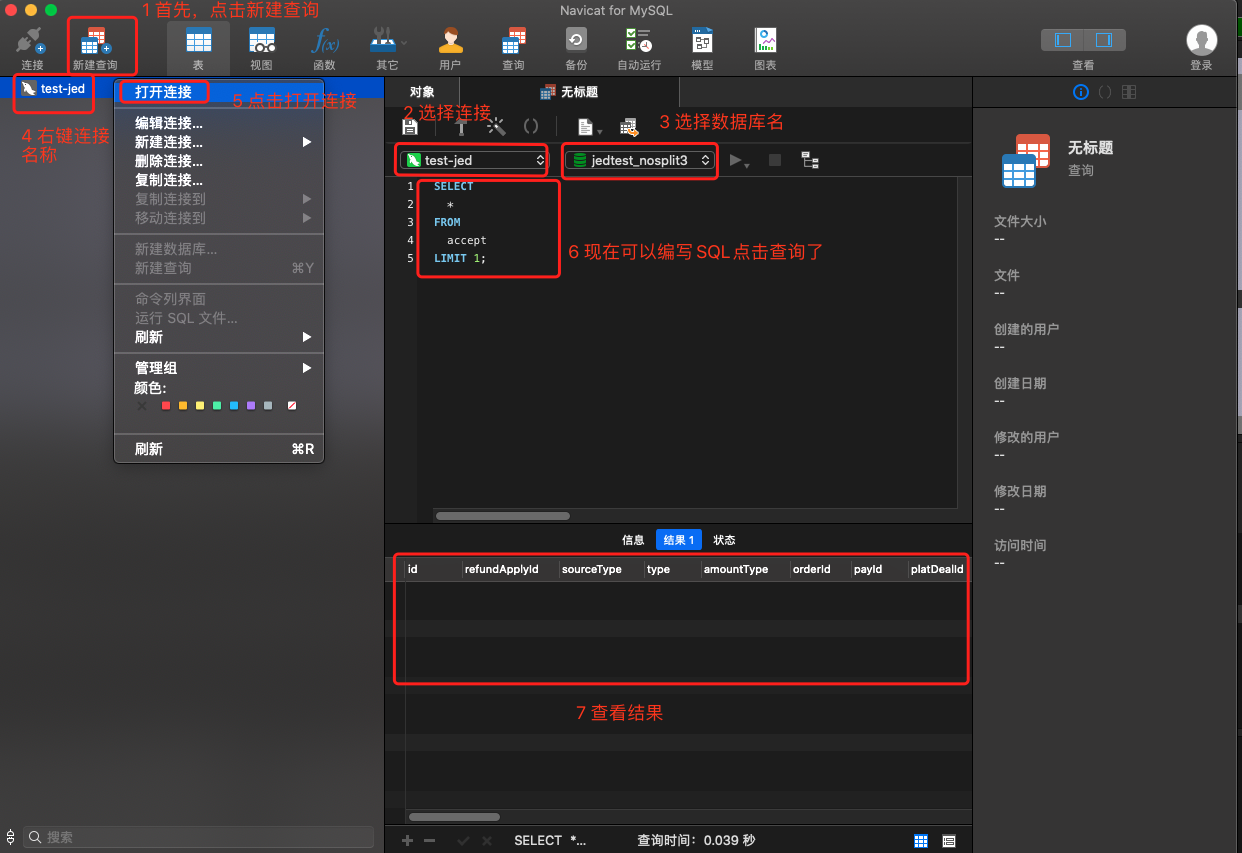 1 首先，点击新建查询
Navicat for MySQL
连接
新建查询
表
视图
f(x)
函数
其它
用户
查询
备份
自动运行
模型
图表
查看
登录
test-jed
4 右键连接
名称
打开连接
5 点击打开连接
编辑连接...
新建连接...
删除连接...
复制连接...
复制连接到
移动连接到
新建数据库...
新建查询 ⌘Y
命令列界面
运行 SQL 文件...
刷新
管理组
颜色:
刷新 ⌘R
对象
无标题
2 选择连接
3 选择数据库名
test-jed
jedtest_nosplit3
1 SELECT
2 *
3 FROM
4 accept
5 LIMIT 1;
6 现在可以编写 SQL 点击查询了
信息
结果 1
状态
id refundApplyId sourceType type amountType orderId payId platDealId
7 查看结果
无标题
查询
文件大小
--
文件
--
创建的用户
--
创建日期
--
修改的用户
--
修改日期
--
访问时间
--
搜索
SELECT *...
查询时间：0.039 秒